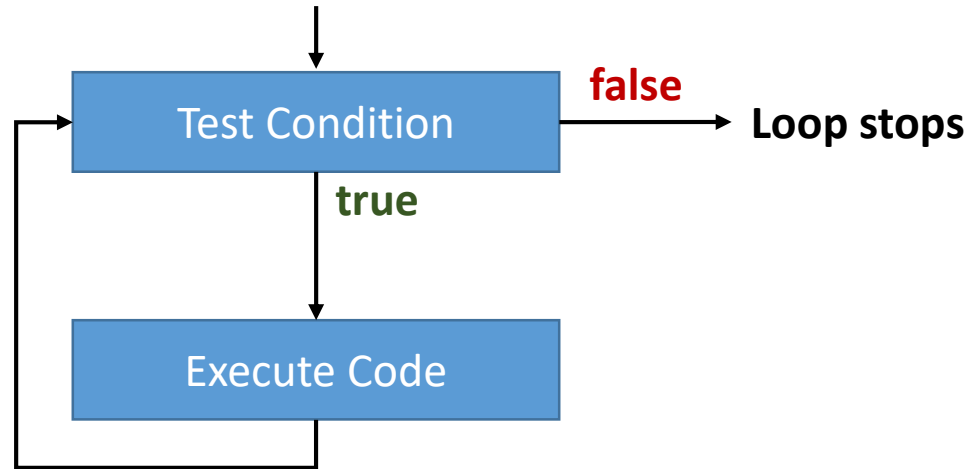 Test Condition
false
Loop stops
true
Execute Code